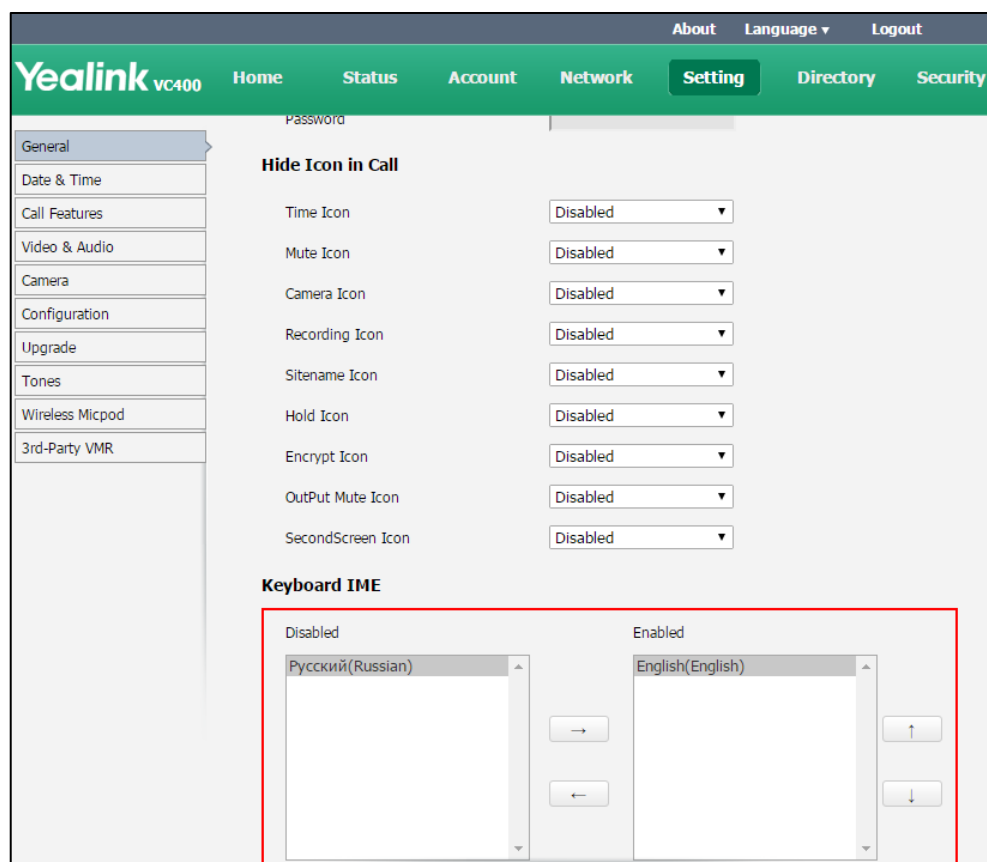 About Language ▾ Logout
Yealink VC400 Home Status Account Network Setting Directory Security
Password
General
Date & Time
Call Features
Video & Audio
Camera
Configuration
Upgrade
Tones
Wireless Micpod
3rd-Party VMR
Hide Icon in Call
Time Icon Disabled
Mute Icon Disabled
Camera Icon Disabled
Recording Icon Disabled
Sitename Icon Disabled
Hold Icon Disabled
Encrypt Icon Disabled
OutPut Mute Icon Disabled
SecondScreen Icon Disabled
Keyboard IME
Disabled Enabled
Русский(Russian) English(English)
→ ↑
← ↓